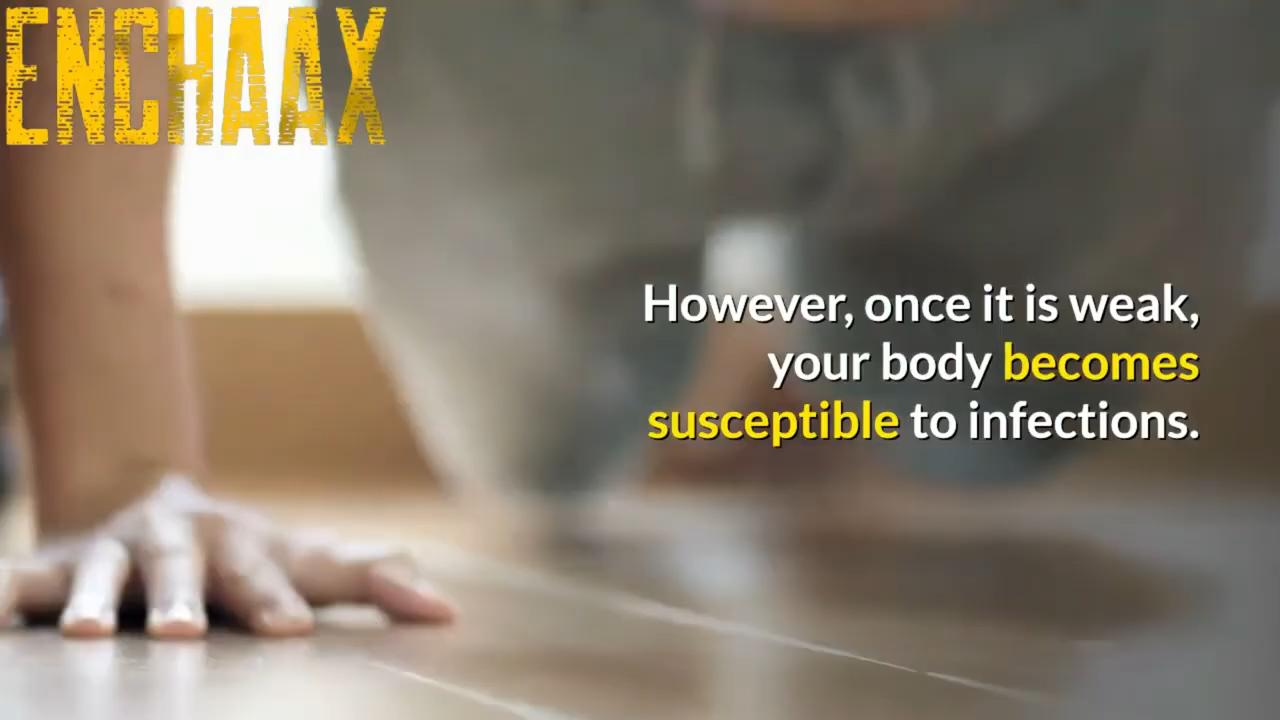 ENCHAAX
However, once it is weak,
your body becomes
susceptible to infections.